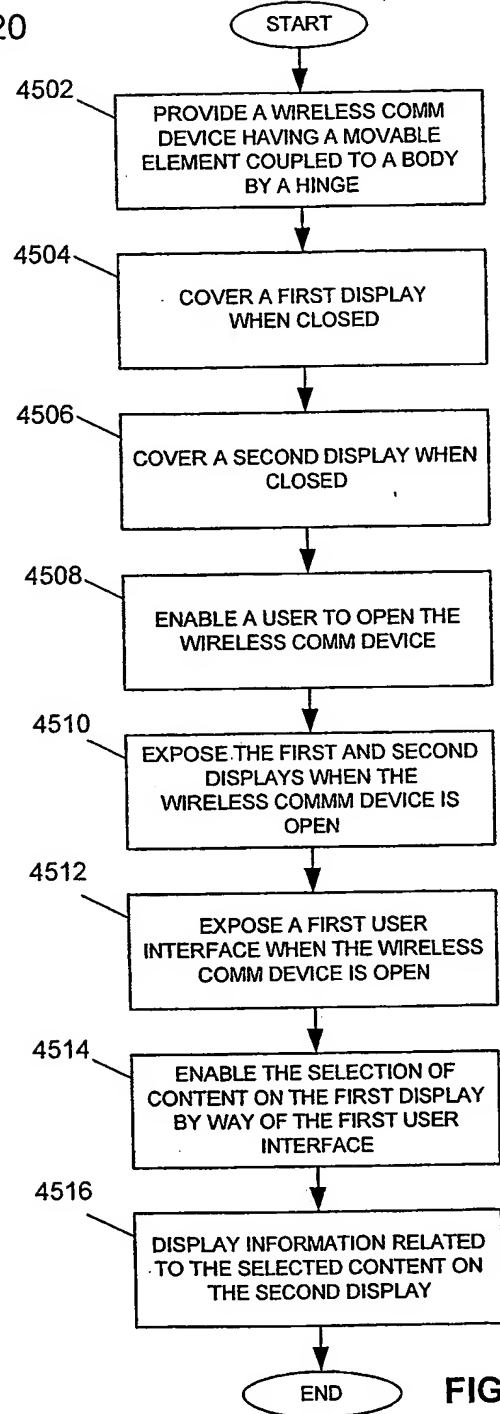 20
START
4502
PROVIDE A WIRELESS COMM
DEVICE HAVING A MOVABLE
ELEMENT COUPLED TO A BODY
BY A HINGE
4504
COVER A FIRST DISPLAY
WHEN CLOSED
4506
COVER A SECOND DISPLAY WHEN
CLOSED
4508
ENABLE A USER TO OPEN THE
WIRELESS COMM DEVICE
4510
EXPOSE THE FIRST AND SECOND
DISPLAYS WHEN THE
WIRELESS COMMM DEVICE IS
OPEN
4512
EXPOSE A FIRST USER
INTERFACE WHEN THE WIRELESS
COMM DEVICE IS OPEN
4514
ENABLE THE SELECTION OF
CONTENT ON THE FIRST DISPLAY
BY WAY OF THE FIRST USER
INTERFACE
4516
DISPLAY INFORMATION RELATED
TO THE SELECTED CONTENT ON
THE SECOND DISPLAY
END
FIG